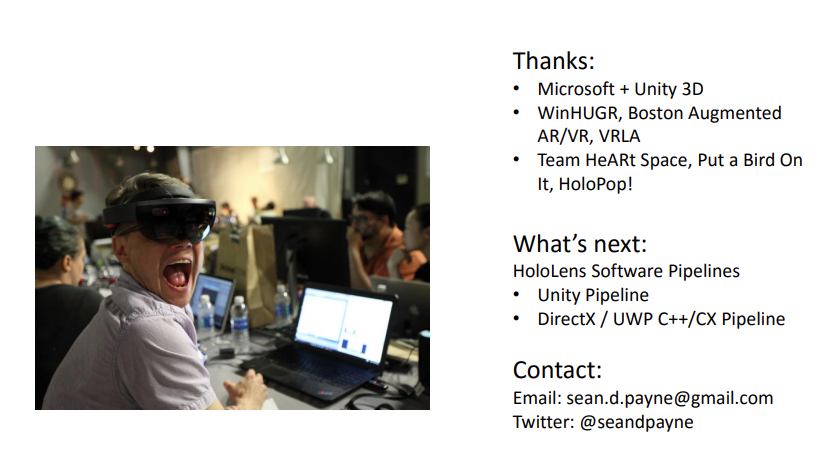 Thanks:
• Microsoft + Unity 3D
• WinHUGR, Boston Augmented
AR/VR, VRLA
• Team HeARt Space, Put a Bird On
It, HoloPop!
What’s next:
HoloLens Software Pipelines
• Unity Pipeline
• DirectX / UWP C++/CX Pipeline
Contact:
Email: sean.d.payne@gmail.com
Twitter: @seandpayne